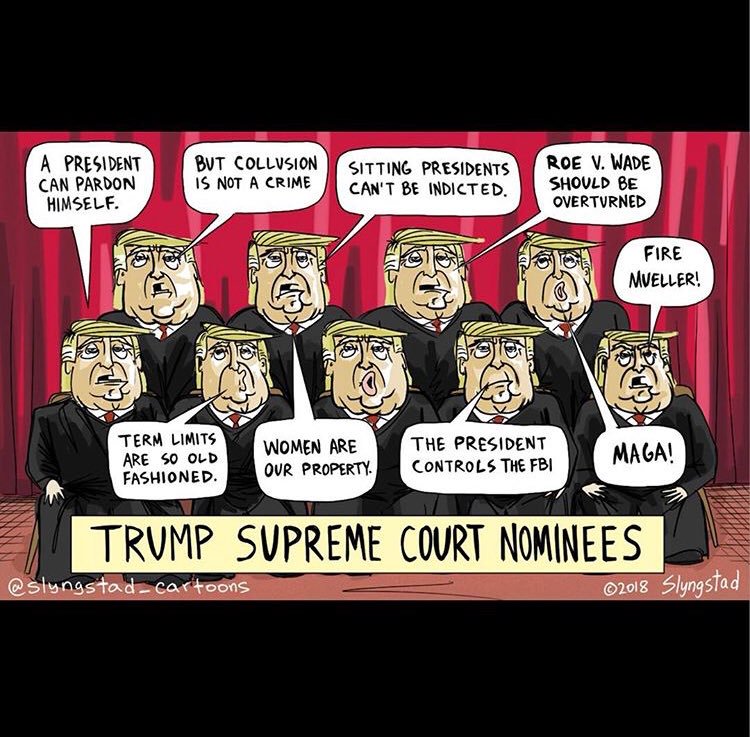 A PRESIDENT
CAN PARDON
HIMSELF.
BUT COLLUSION
IS NOT A CRIME
SITTING PRESIDENTS
CAN'T BE INDICTED.
ROE V. WADE
SHOULD BE
OVERTURNED
FIRE
MUELLER!
TERM LIMITS
ARE SO OLD
FASHIONED.
WOMEN ARE
OUR PROPERTY.
THE PRESIDENT
CONTROLS THE FBI
MAGA!
TRUMP SUPREME COURT NOMINEES
@slyngstad_cartoons
©2018 Slyngstad